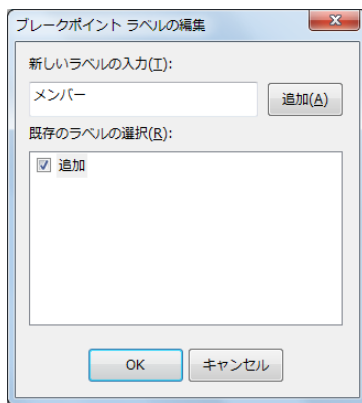 ブレークポイント ラベルの編集
新しいラベルの入力(I):
メンバー
追加(A)
既存のラベルの選択(R):
追加
OK
キャンセル